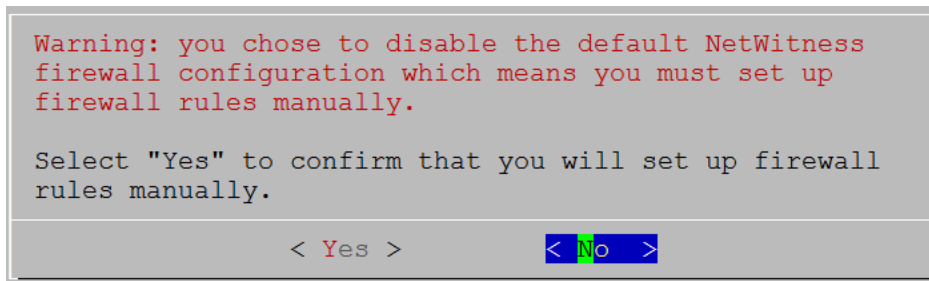 Warning: you chose to disable the default NetWitness
firewall configuration which means you must set up
firewall rules manually.
Select "Yes" to confirm that you will set up firewall
rules manually.
< Yes > < No >